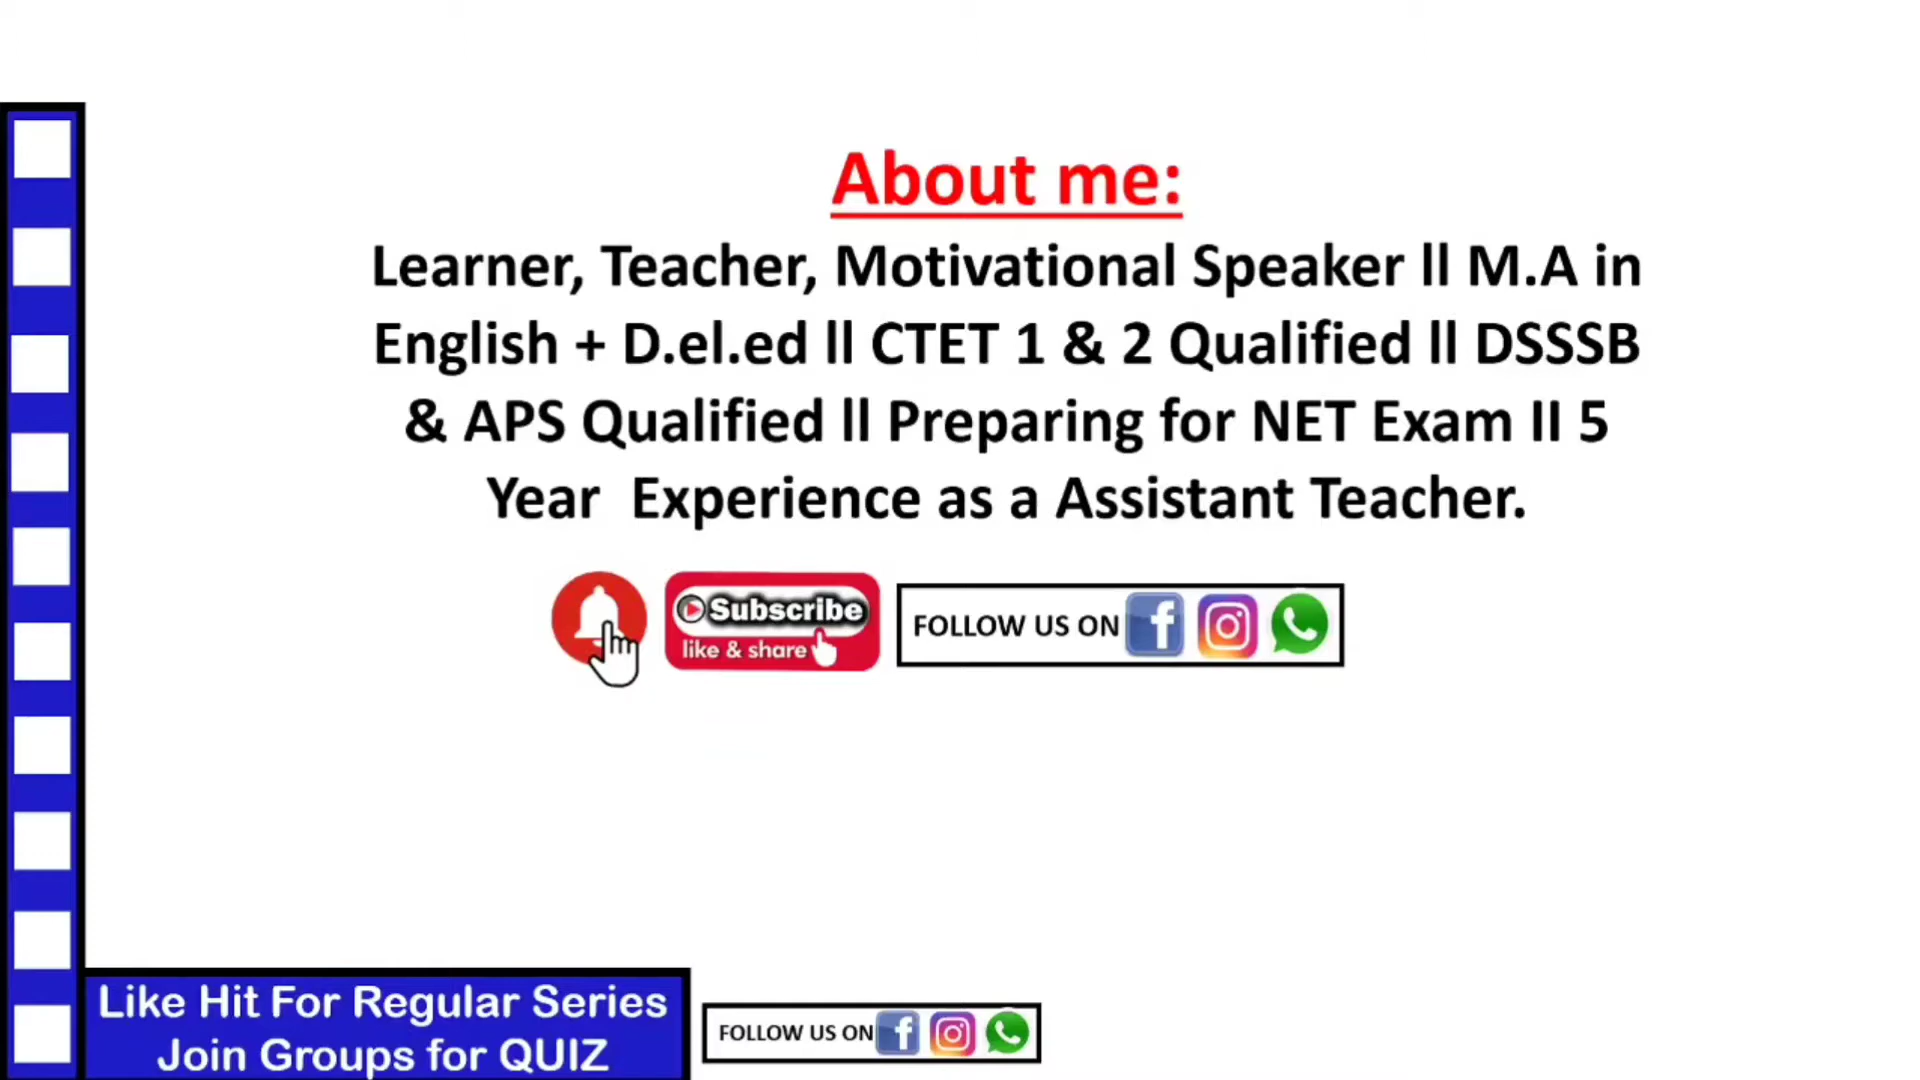 About me:
Learner, Teacher, Motivational Speaker ll M.A in
English + D.el.ed ll CTET 1 & 2 Qualified ll DSSSB
& APS Qualified ll Preparing for NET Exam II 5
Year  Experience as a Assistant Teacher.
Subscribe
like & share
FOLLOW US ON
Like Hit For Regular Series
Join Groups for QUIZ
FOLLOW US ON